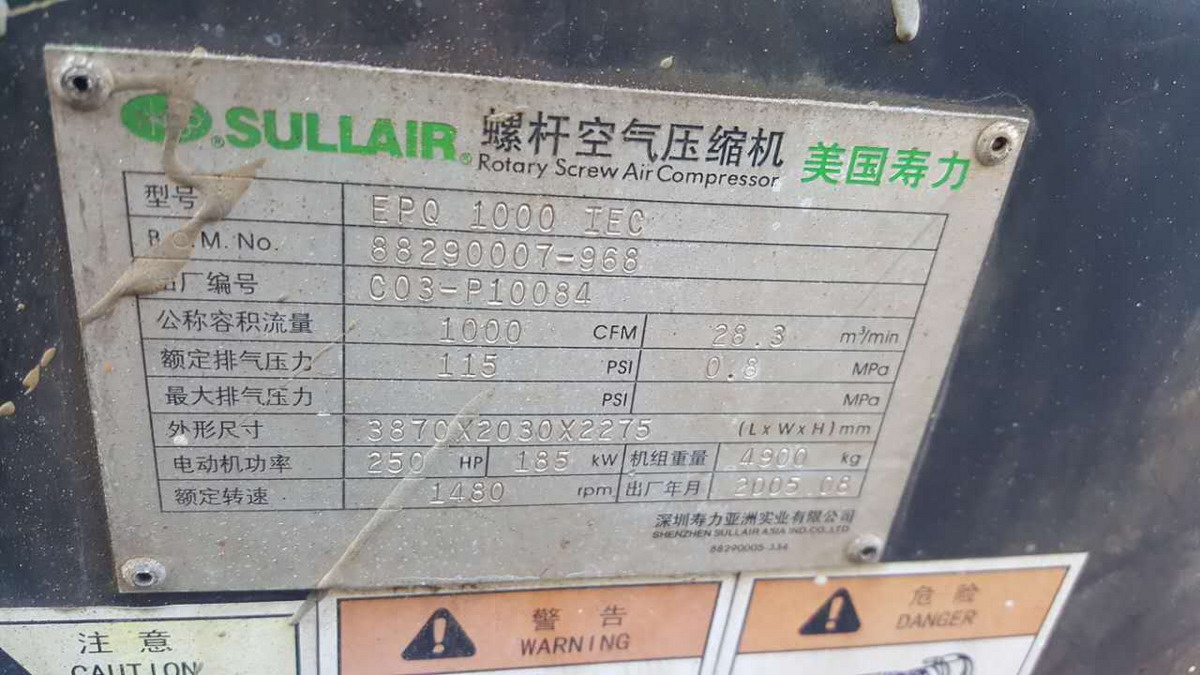 SULLAIR® 螺杆空气压缩机 美国寿力
Rotary Screw Air Compressor
型号 EPQ 1000 IEC
B.O.M. No. 88290007-968
出厂编号 C03-P10084
公称容积流量 1000 CFM 28.3 m³/min
额定排气压力 115 PSI 0.8 MPa
最大排气压力 PSI MPa
外形尺寸 3870X2030X2275 (L x W x H) mm
电动机功率 250 HP 185 kW 机组重量 4900 kg
额定转速 1480 rpm 出厂年月 2005.08
深圳寿力亚洲实业有限公司
SHENZHEN SULLAIR ASIA IND.CO.,LTD
88290005-334
注意
CAUTION
警告
WARNING
危险
DANGER